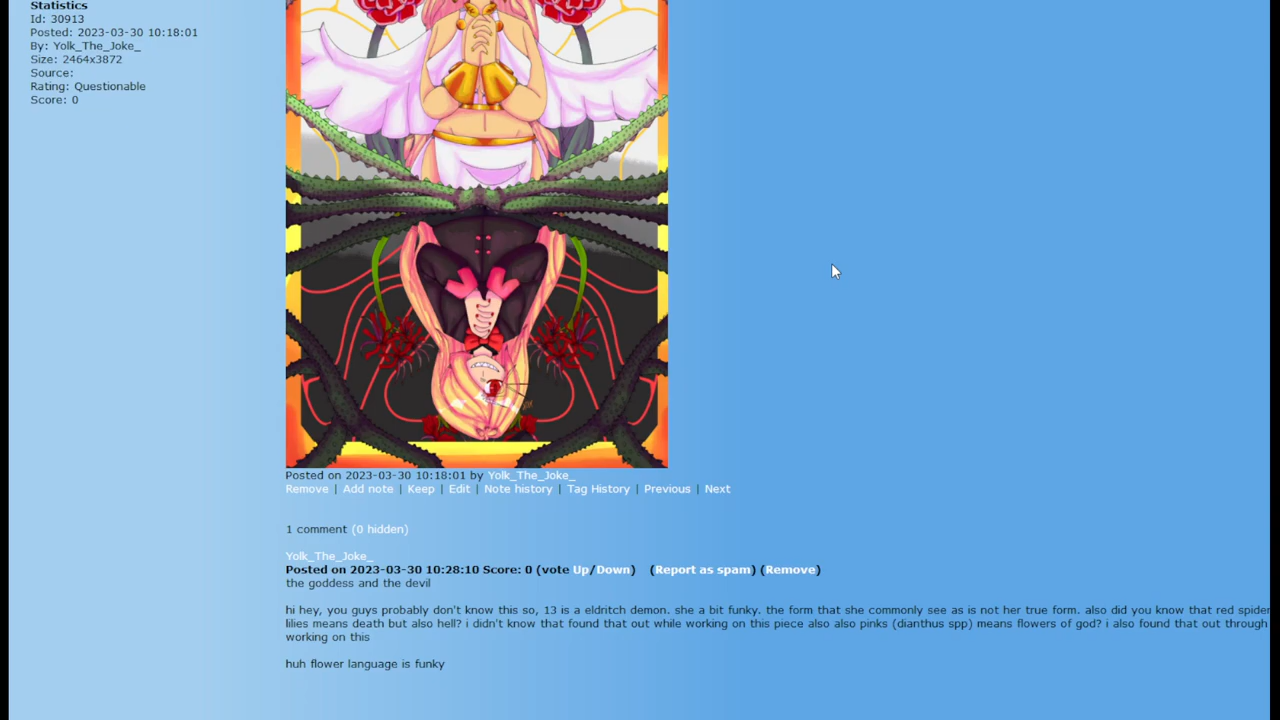 Statistics
Id: 30913
Posted: 2023-03-30 10:18:01
By: Yolk_The_Joke_
Size: 2464x3872
Source:
Rating: Questionable
Score: 0
Posted on 2023-03-30 10:18:01 by Yolk_The_Joke_
Remove | Add note | Keep | Edit | Note history | Tag History | Previous | Next
1 comment (0 hidden)
Yolk_The_Joke_
Posted on 2023-03-30 10:28:10 Score: 0 (vote Up/Down) (Report as spam) (Remove)
the goddess and the devil
hi hey, you guys probably don't know this so, 13 is a eldritch demon. she a bit funky. the form that she commonly see as is not her true form. also did you know that red spider
lilies means death but also hell? i didn't know that found that out while working on this piece also also pinks (dianthus spp) means flowers of god? i also found that out through
working on this
huh flower language is funky